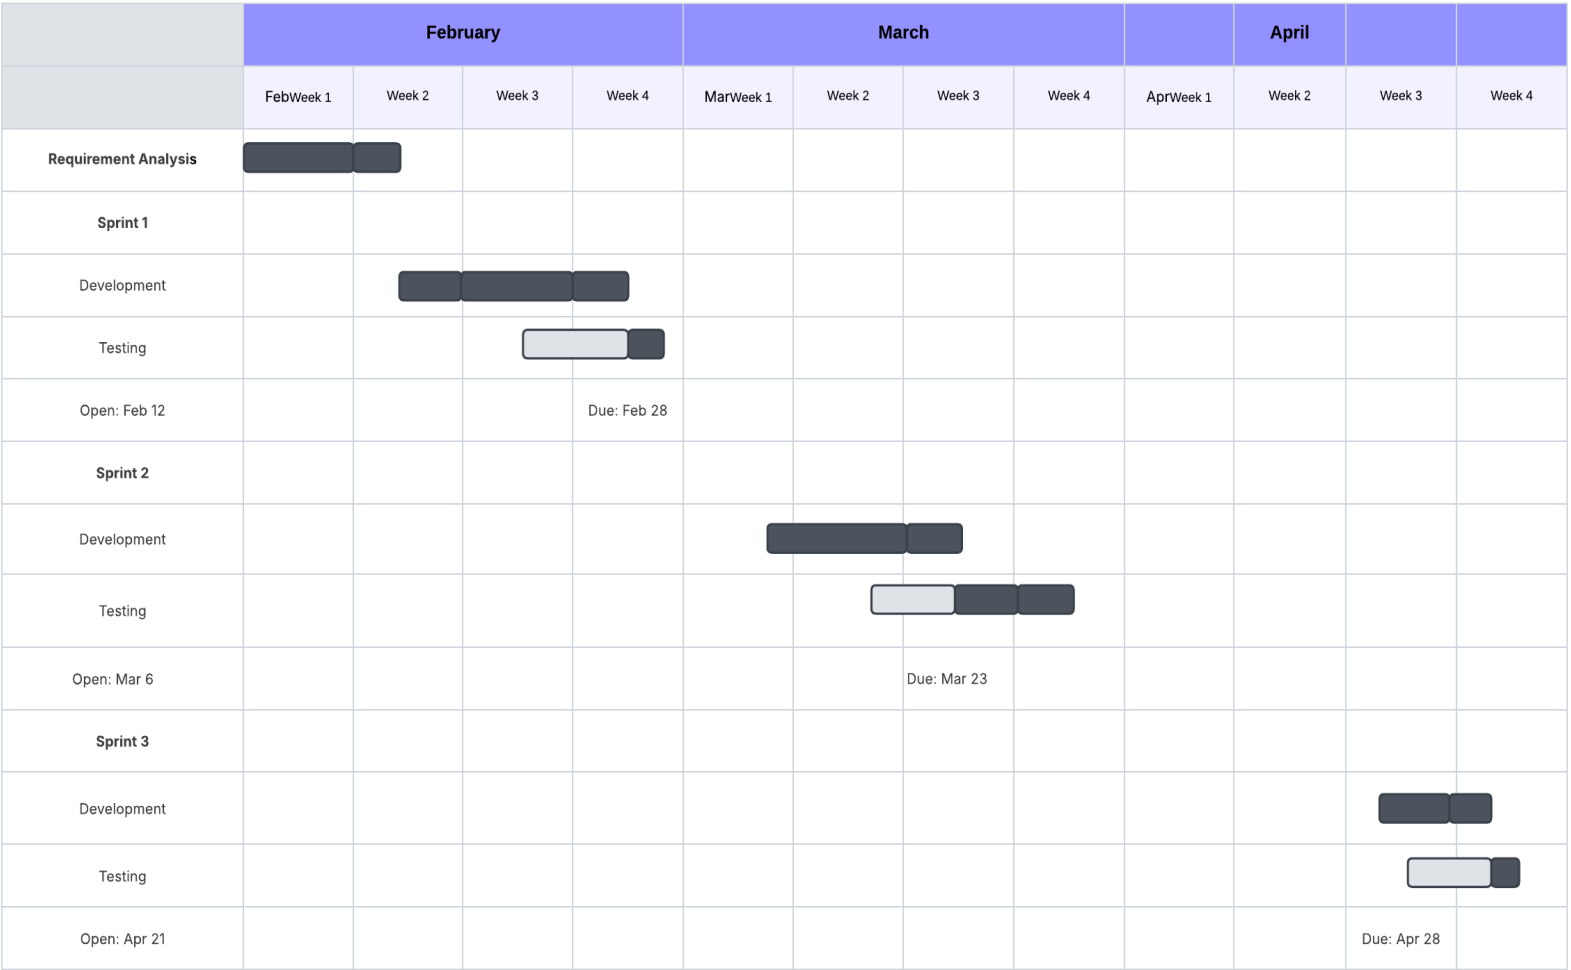 February March April
FebWeek 1 Week 2 Week 3 Week 4 MarWeek 1 Week 2 Week 3 Week 4 AprWeek 1 Week 2 Week 3 Week 4
Requirement Analysis
Sprint 1
Development
Testing
Open: Feb 12 Due: Feb 28
Sprint 2
Development
Testing
Open: Mar 6 Due: Mar 23
Sprint 3
Development
Testing
Open: Apr 21 Due: Apr 28